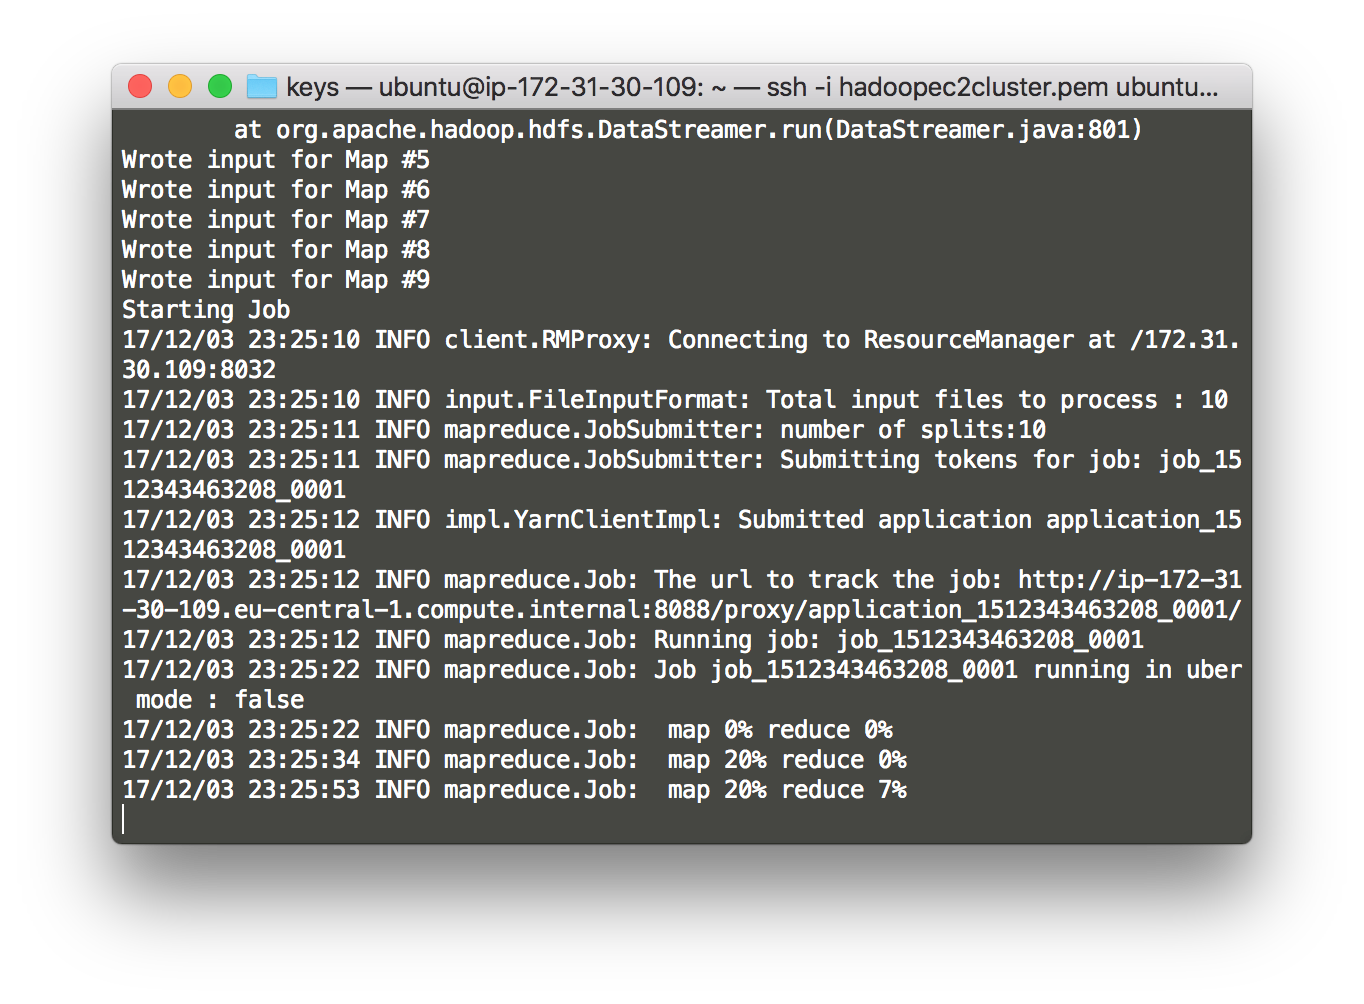 keys — ubuntu@ip-172-31-30-109: ~ — ssh -i hadoopec2cluster.pem ubuntu...
at org.apache.hadoop.hdfs.DataStreamer.run(DataStreamer.java:801)
Wrote input for Map #5
Wrote input for Map #6
Wrote input for Map #7
Wrote input for Map #8
Wrote input for Map #9
Starting Job
17/12/03 23:25:10 INFO client.RMProxy: Connecting to ResourceManager at /172.31.
30.109:8032
17/12/03 23:25:10 INFO input.FileInputFormat: Total input files to process : 10
17/12/03 23:25:11 INFO mapreduce.JobSubmitter: number of splits:10
17/12/03 23:25:11 INFO mapreduce.JobSubmitter: Submitting tokens for job: job_15
12343463208_0001
17/12/03 23:25:12 INFO impl.YarnClientImpl: Submitted application application_15
12343463208_0001
17/12/03 23:25:12 INFO mapreduce.Job: The url to track the job: http://ip-172-31
-30-109.eu-central-1.compute.internal:8088/proxy/application_1512343463208_0001/
17/12/03 23:25:12 INFO mapreduce.Job: Running job: job_1512343463208_0001
17/12/03 23:25:22 INFO mapreduce.Job: Job job_1512343463208_0001 running in uber
 mode : false
17/12/03 23:25:22 INFO mapreduce.Job:  map 0% reduce 0%
17/12/03 23:25:34 INFO mapreduce.Job:  map 20% reduce 0%
17/12/03 23:25:53 INFO mapreduce.Job:  map 20% reduce 7%